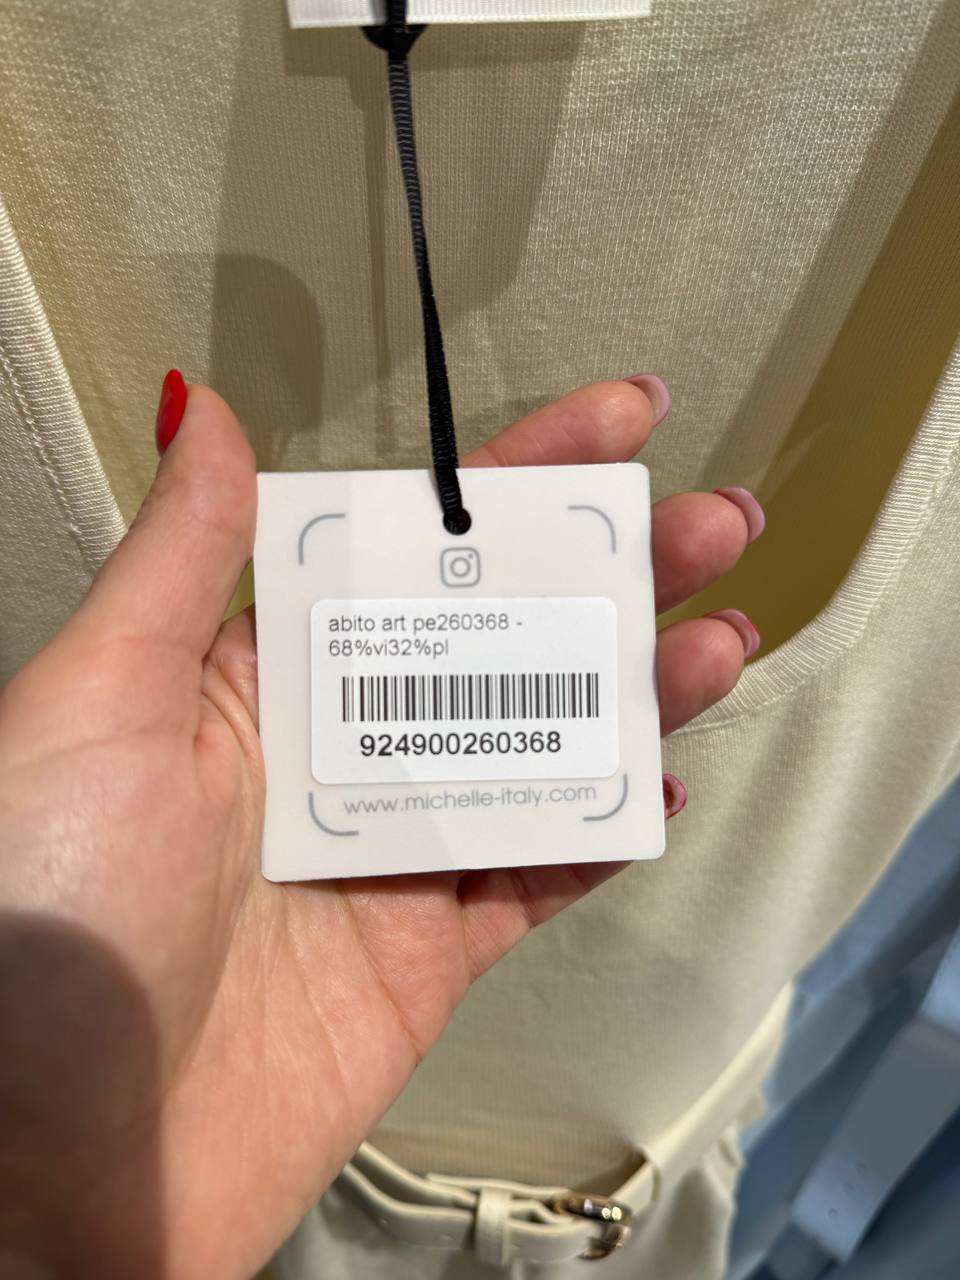 abito art pe260368 -
68%vi32%pl
924900260368
www.michelle-italy.com